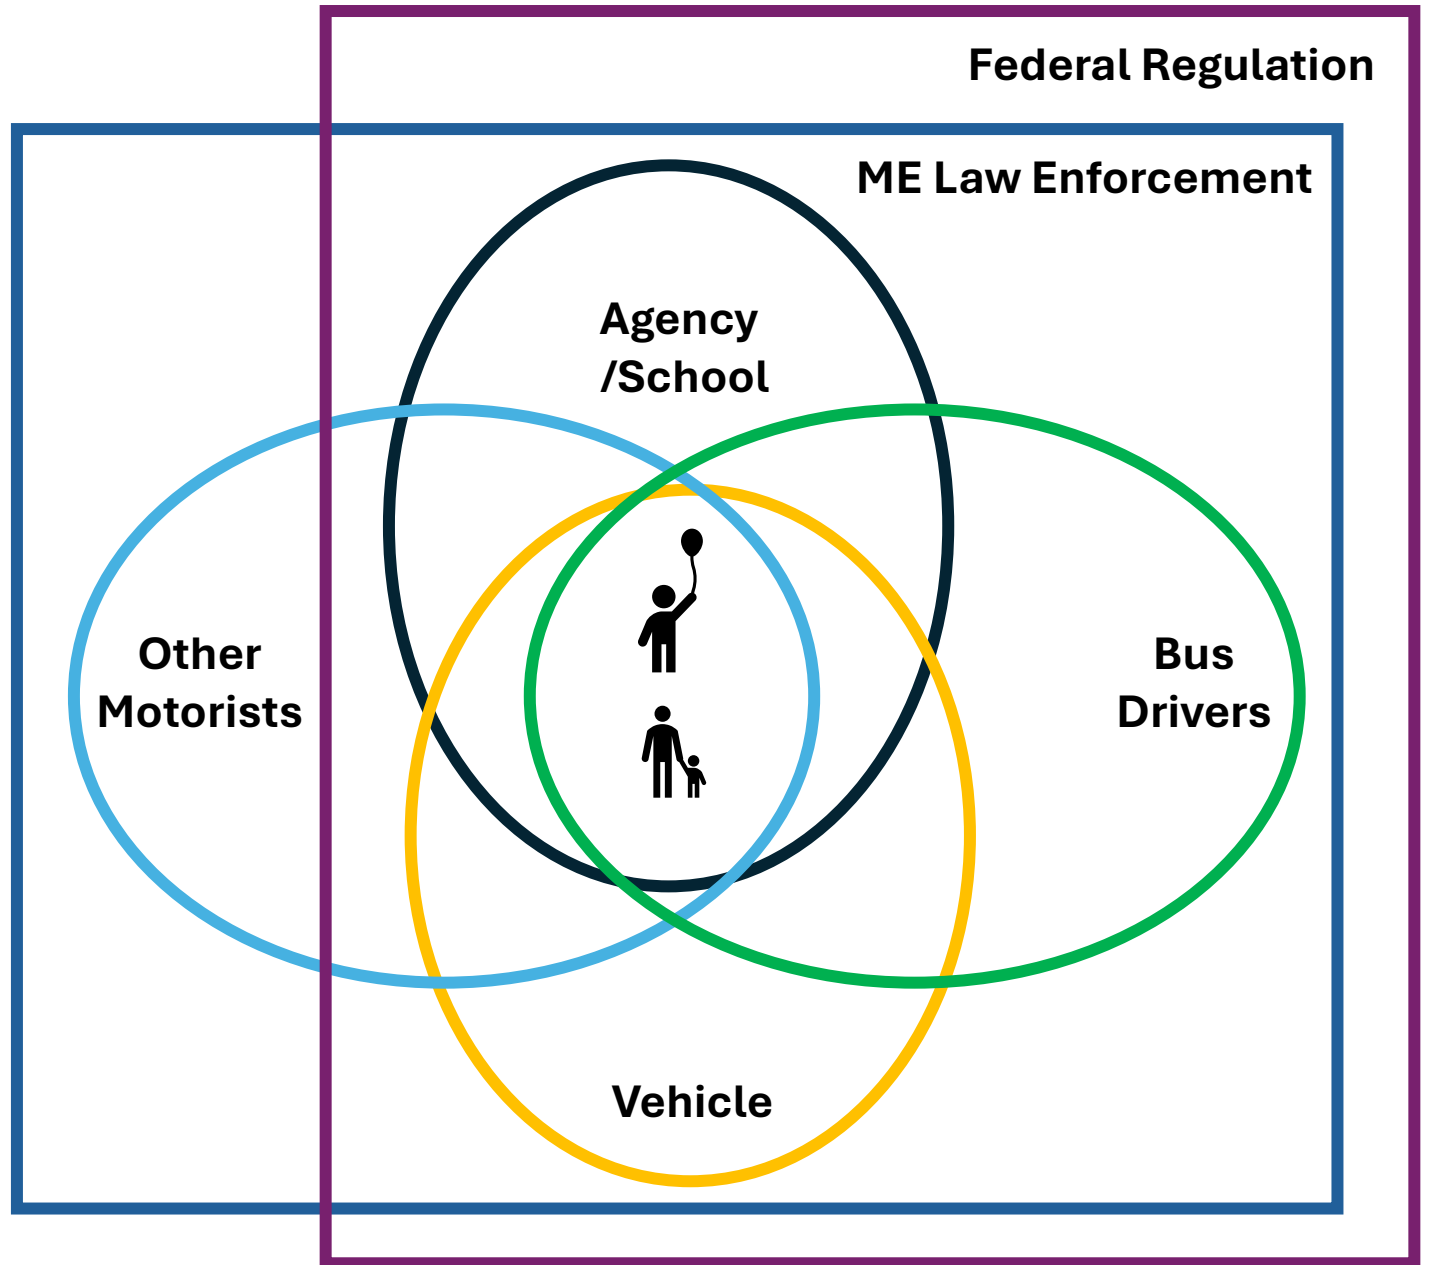 Federal Regulation
ME Law Enforcement
Agency
/School
Other
Motorists
Bus
Drivers
Vehicle